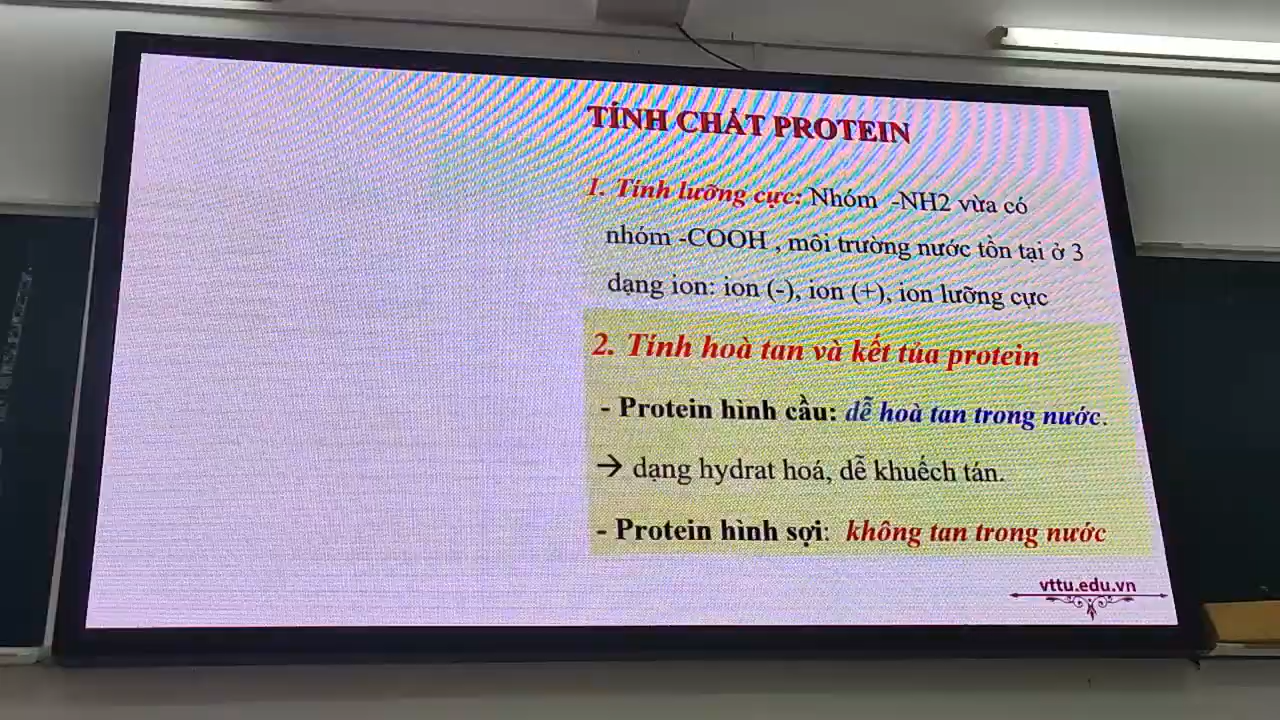 TÍNH CHẤT PROTEIN
1. Tính lưỡng cực: Nhóm -NH2 vừa có
nhóm -COOH , môi trường nước tồn tại ở 3
dạng ion: ion (-), ion (+), ion lưỡng cực
2. Tính hoà tan và kết tủa protein
- Protein hình cầu: dễ hoà tan trong nước.
→ dạng hydrat hoá, dễ khuếch tán.
- Protein hình sợi: không tan trong nước
vttu.edu.vn